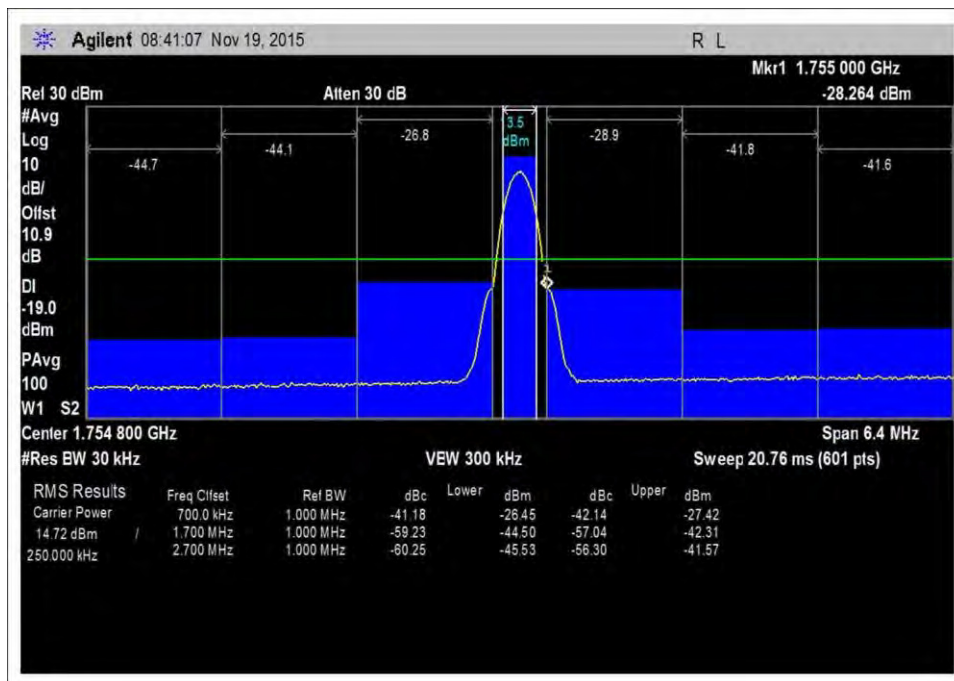 Agilent 08:41:07 Nov 19, 2015 R L
Mkr1 1.755 000 GHz
Ref 30 dBm Atten 30 dB -28.264 dBm
#Avg
Log
10
dB/
Offst
10.9
dB
DI
-19.0
dBm
PAvg
100
W1 S2
-44.7 -44.1 -26.8 3.5 dBm -28.9 -41.8 -41.6
1
Center 1.754 800 GHz Span 6.4 MHz
#Res BW 30 kHz VBW 300 kHz Sweep 20.76 ms (601 pts)
RMS Results Freq Offset Ref BW dBc Lower dBm dBc Upper dBm
Carrier Power 700.0 kHz 1.000 MHz -41.18 -26.45 -42.14 -27.42
14.72 dBm / 1.700 MHz 1.000 MHz -59.23 -44.50 -57.04 -42.31
250.000 kHz 2.700 MHz 1.000 MHz -60.25 -45.53 -56.30 -41.57